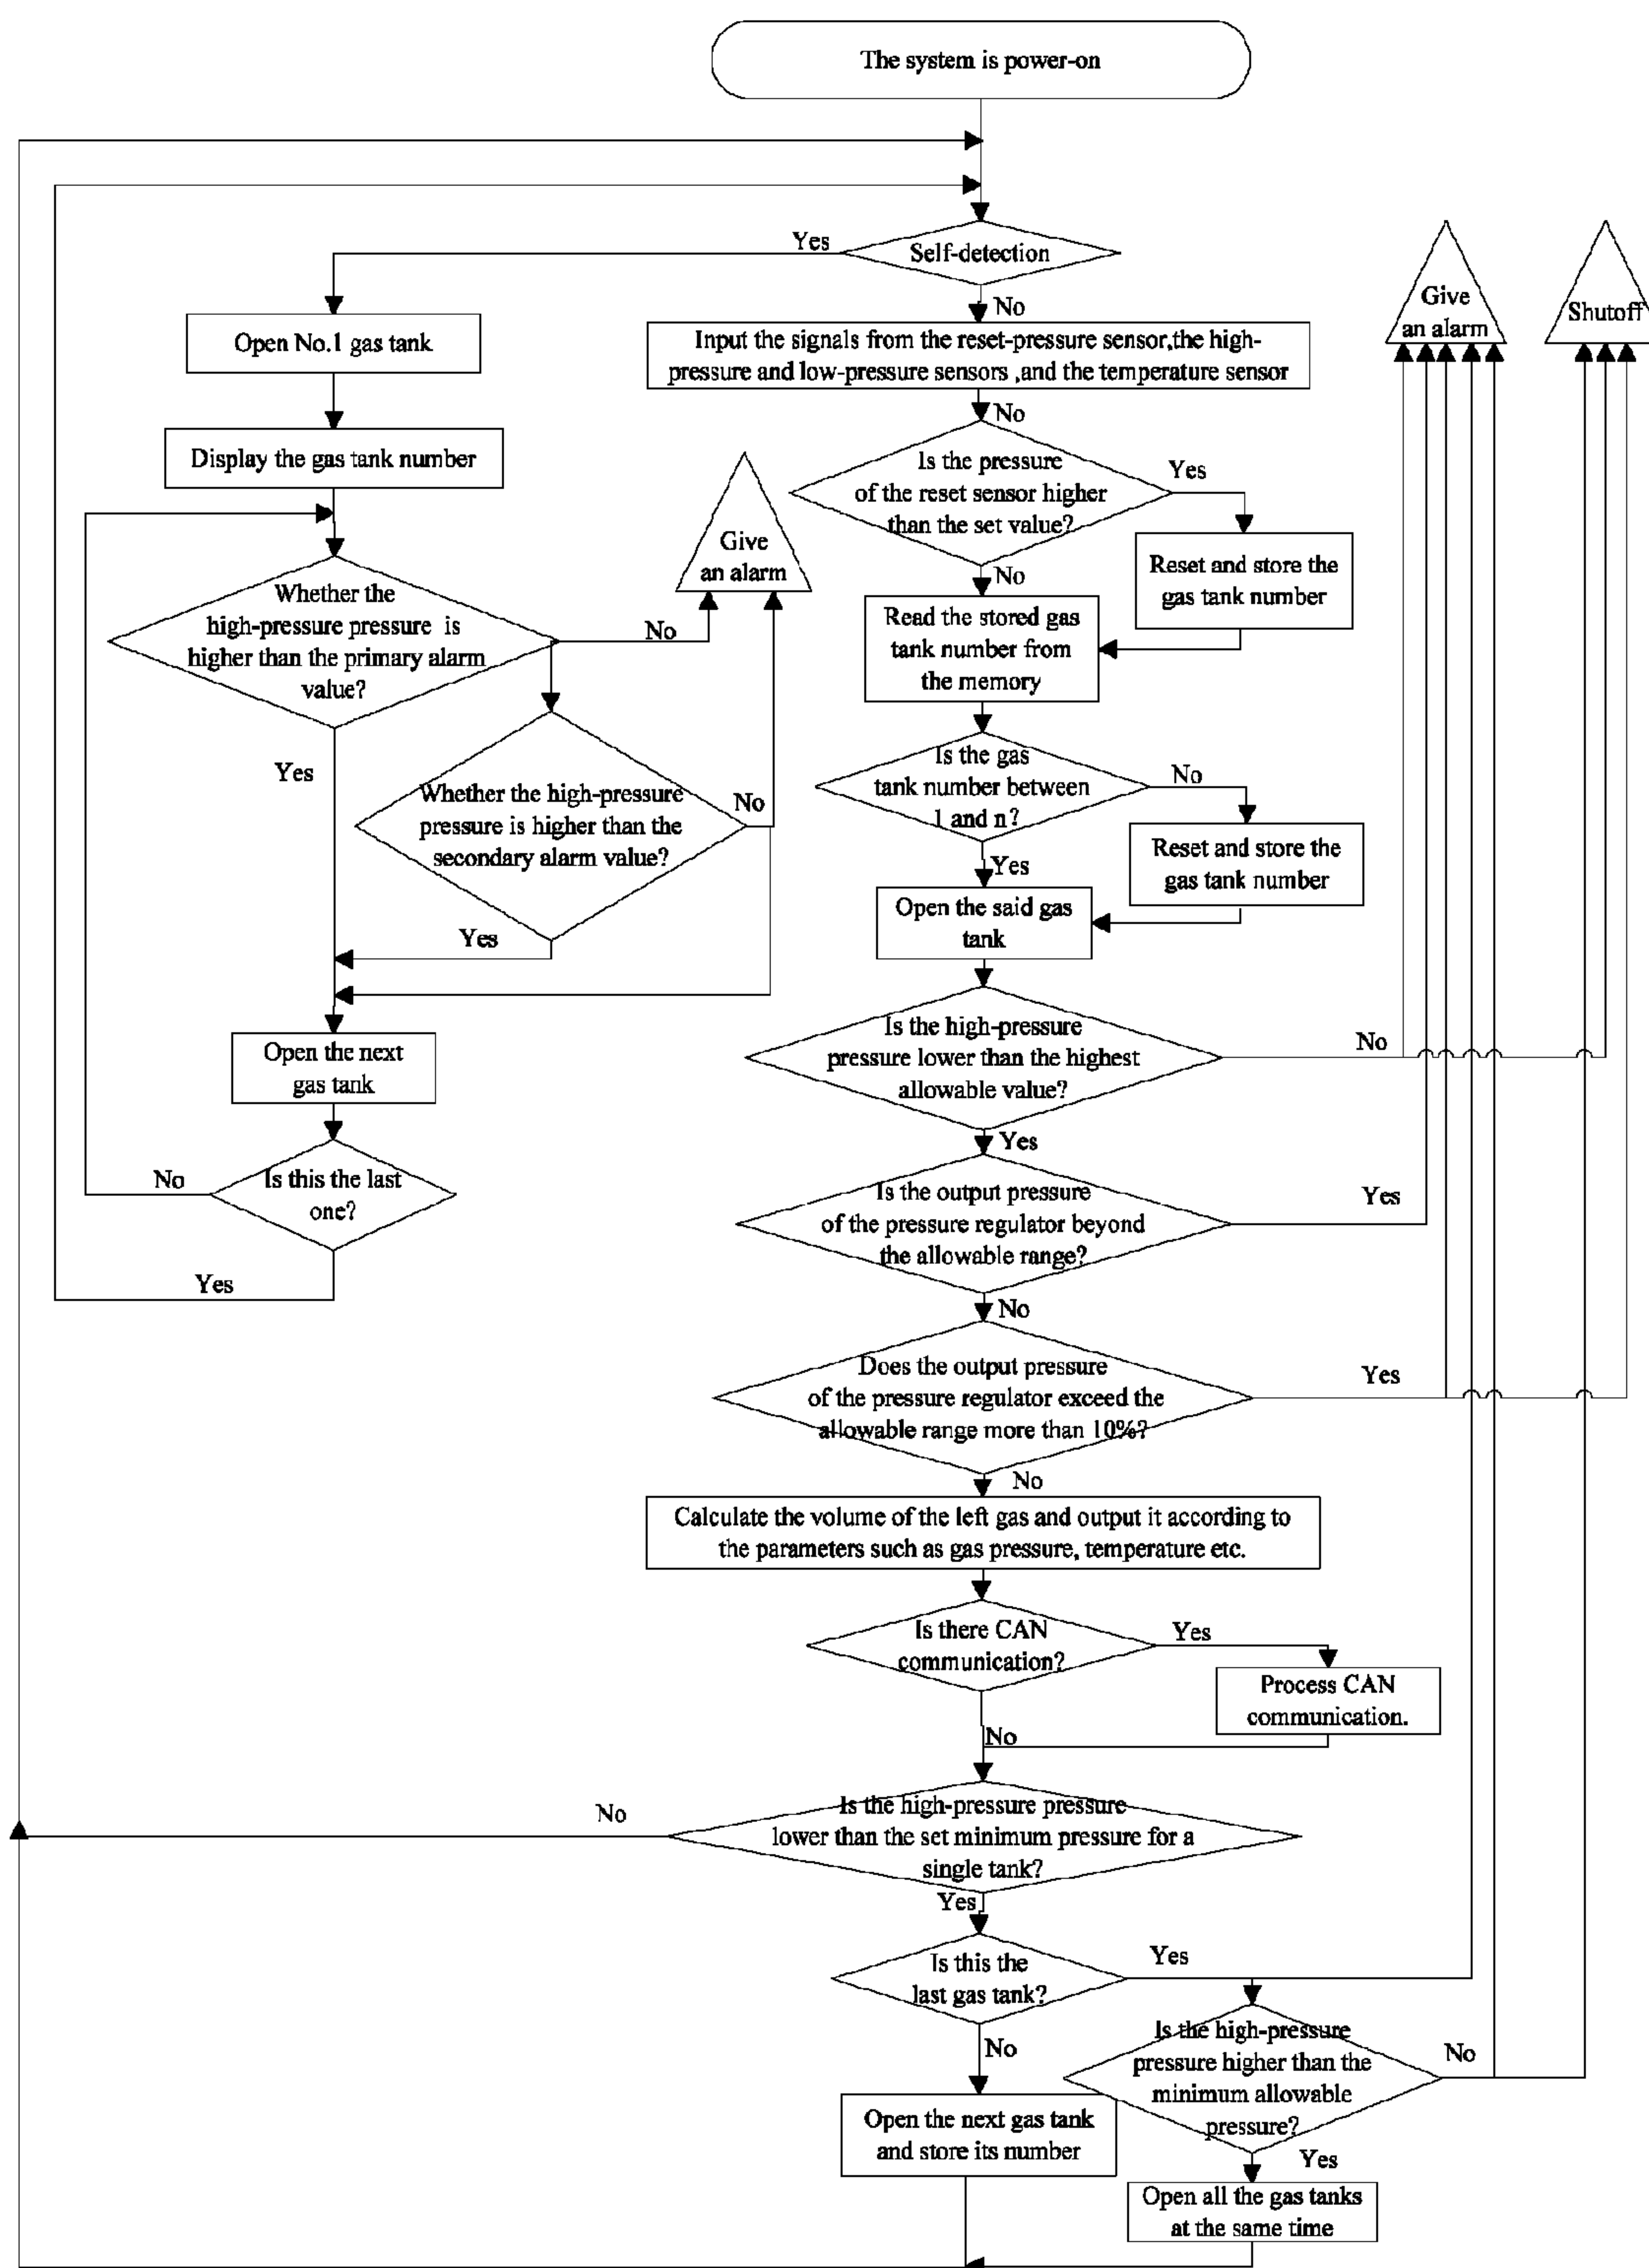 The system is power-on
Yes
Self-detection
No
Give
an alarm
Shutoff
Open No.1 gas tank
Input the signals from the reset-pressure sensor,the high-
pressure and low-pressure sensors ,and the temperature sensor
No
Display the gas tank number
Is the pressure
of the reset sensor higher
than the set value?
Yes
Give
an alarm
Reset and store the
gas tank number
No
Whether the
high-pressure pressure is
higher than the primary alarm
value?
No
Read the stored gas
tank number from
the memory
Yes
Whether the high-pressure
pressure is higher than the
secondary alarm value?
No
Is the gas
tank number between
1 and n?
No
Reset and store the
gas tank number
Yes
Open the said gas
tank
Yes
Is the high-pressure
pressure lower than the highest
allowable value?
No
Open the next
gas tank
Yes
No
Is this the last
one?
Is the output pressure
of the pressure regulator beyond
the allowable range?
Yes
Yes
No
Does the output pressure
of the pressure regulator exceed the
allowable range more than 10%?
Yes
No
Calculate the volume of the left gas and output it according to
the parameters such as gas pressure, temperature etc.
Is there CAN
communication?
Yes
Process CAN
communication.
No
No
Is the high-pressure pressure
lower than the set minimum pressure for a
single tank?
Yes
Is this the
last gas tank?
Yes
No
Is the high-pressure
pressure higher than the
minimum allowable
pressure?
No
Open the next gas tank
and store its number
Yes
Open all the gas tanks
at the same time